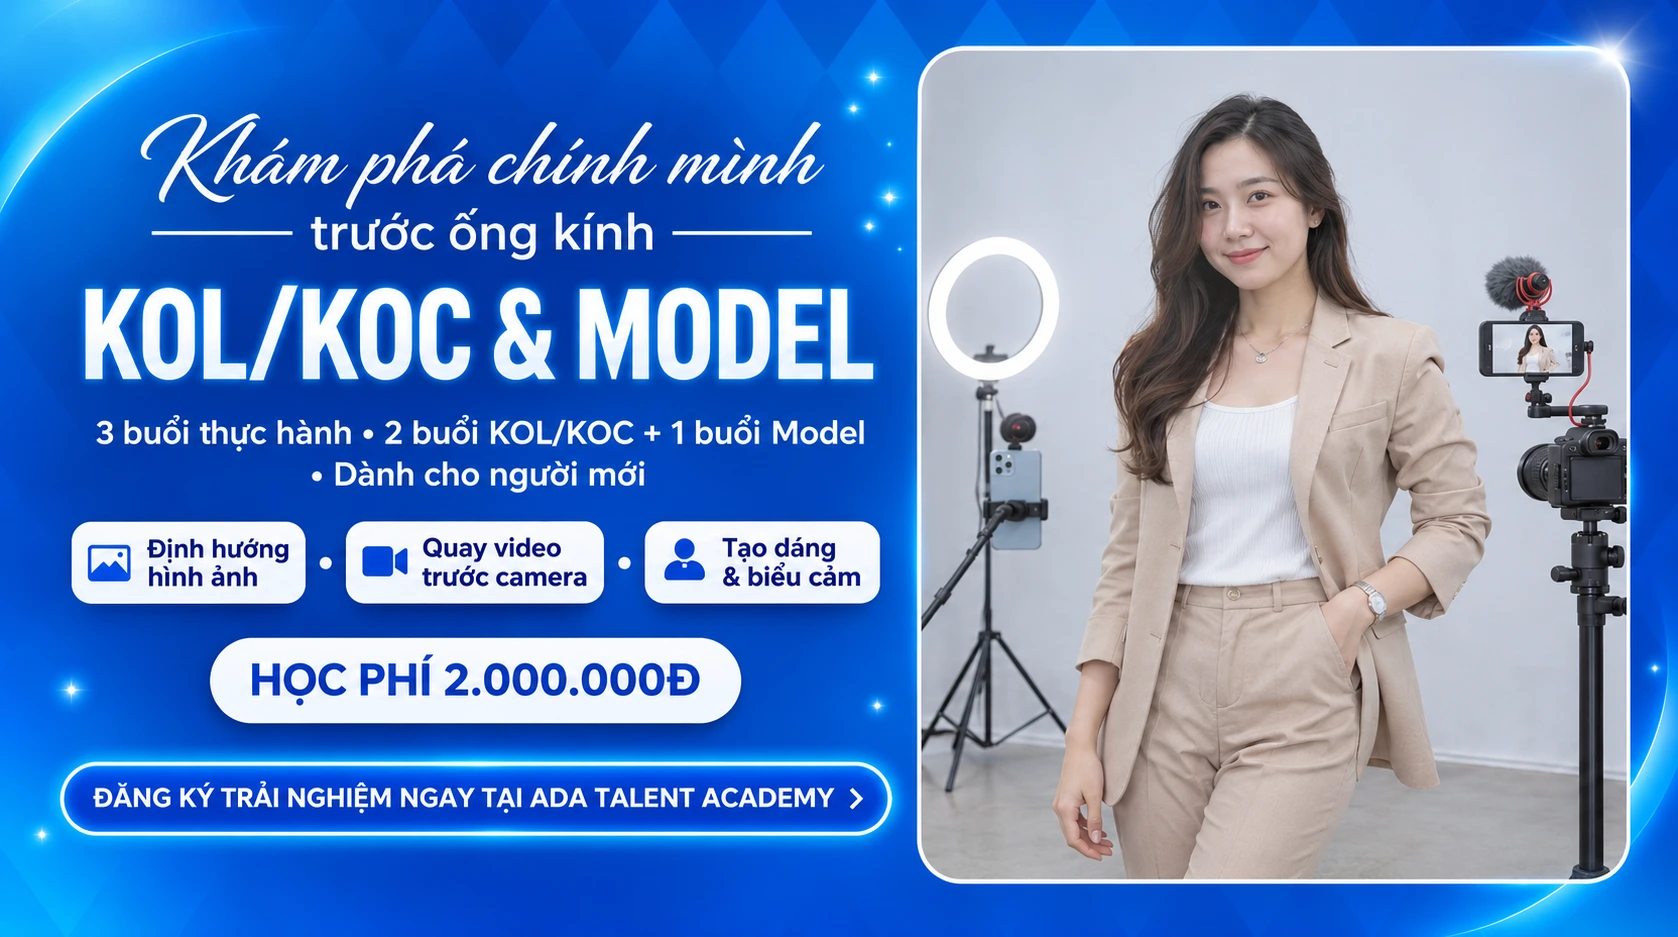 Khám phá chính mình
trước ống kính
KOL/KOC & MODEL
3 buổi thực hành • 2 buổi KOL/KOC + 1 buổi Model
• Dành cho người mới
Định hướng
hình ảnh
•
Quay video
trước camera
•
Tạo dáng
& biểu cảm
HỌC PHÍ 2.000.000Đ
ĐĂNG KÝ TRẢI NGHIỆM NGAY TẠI ADA TALENT ACADEMY >